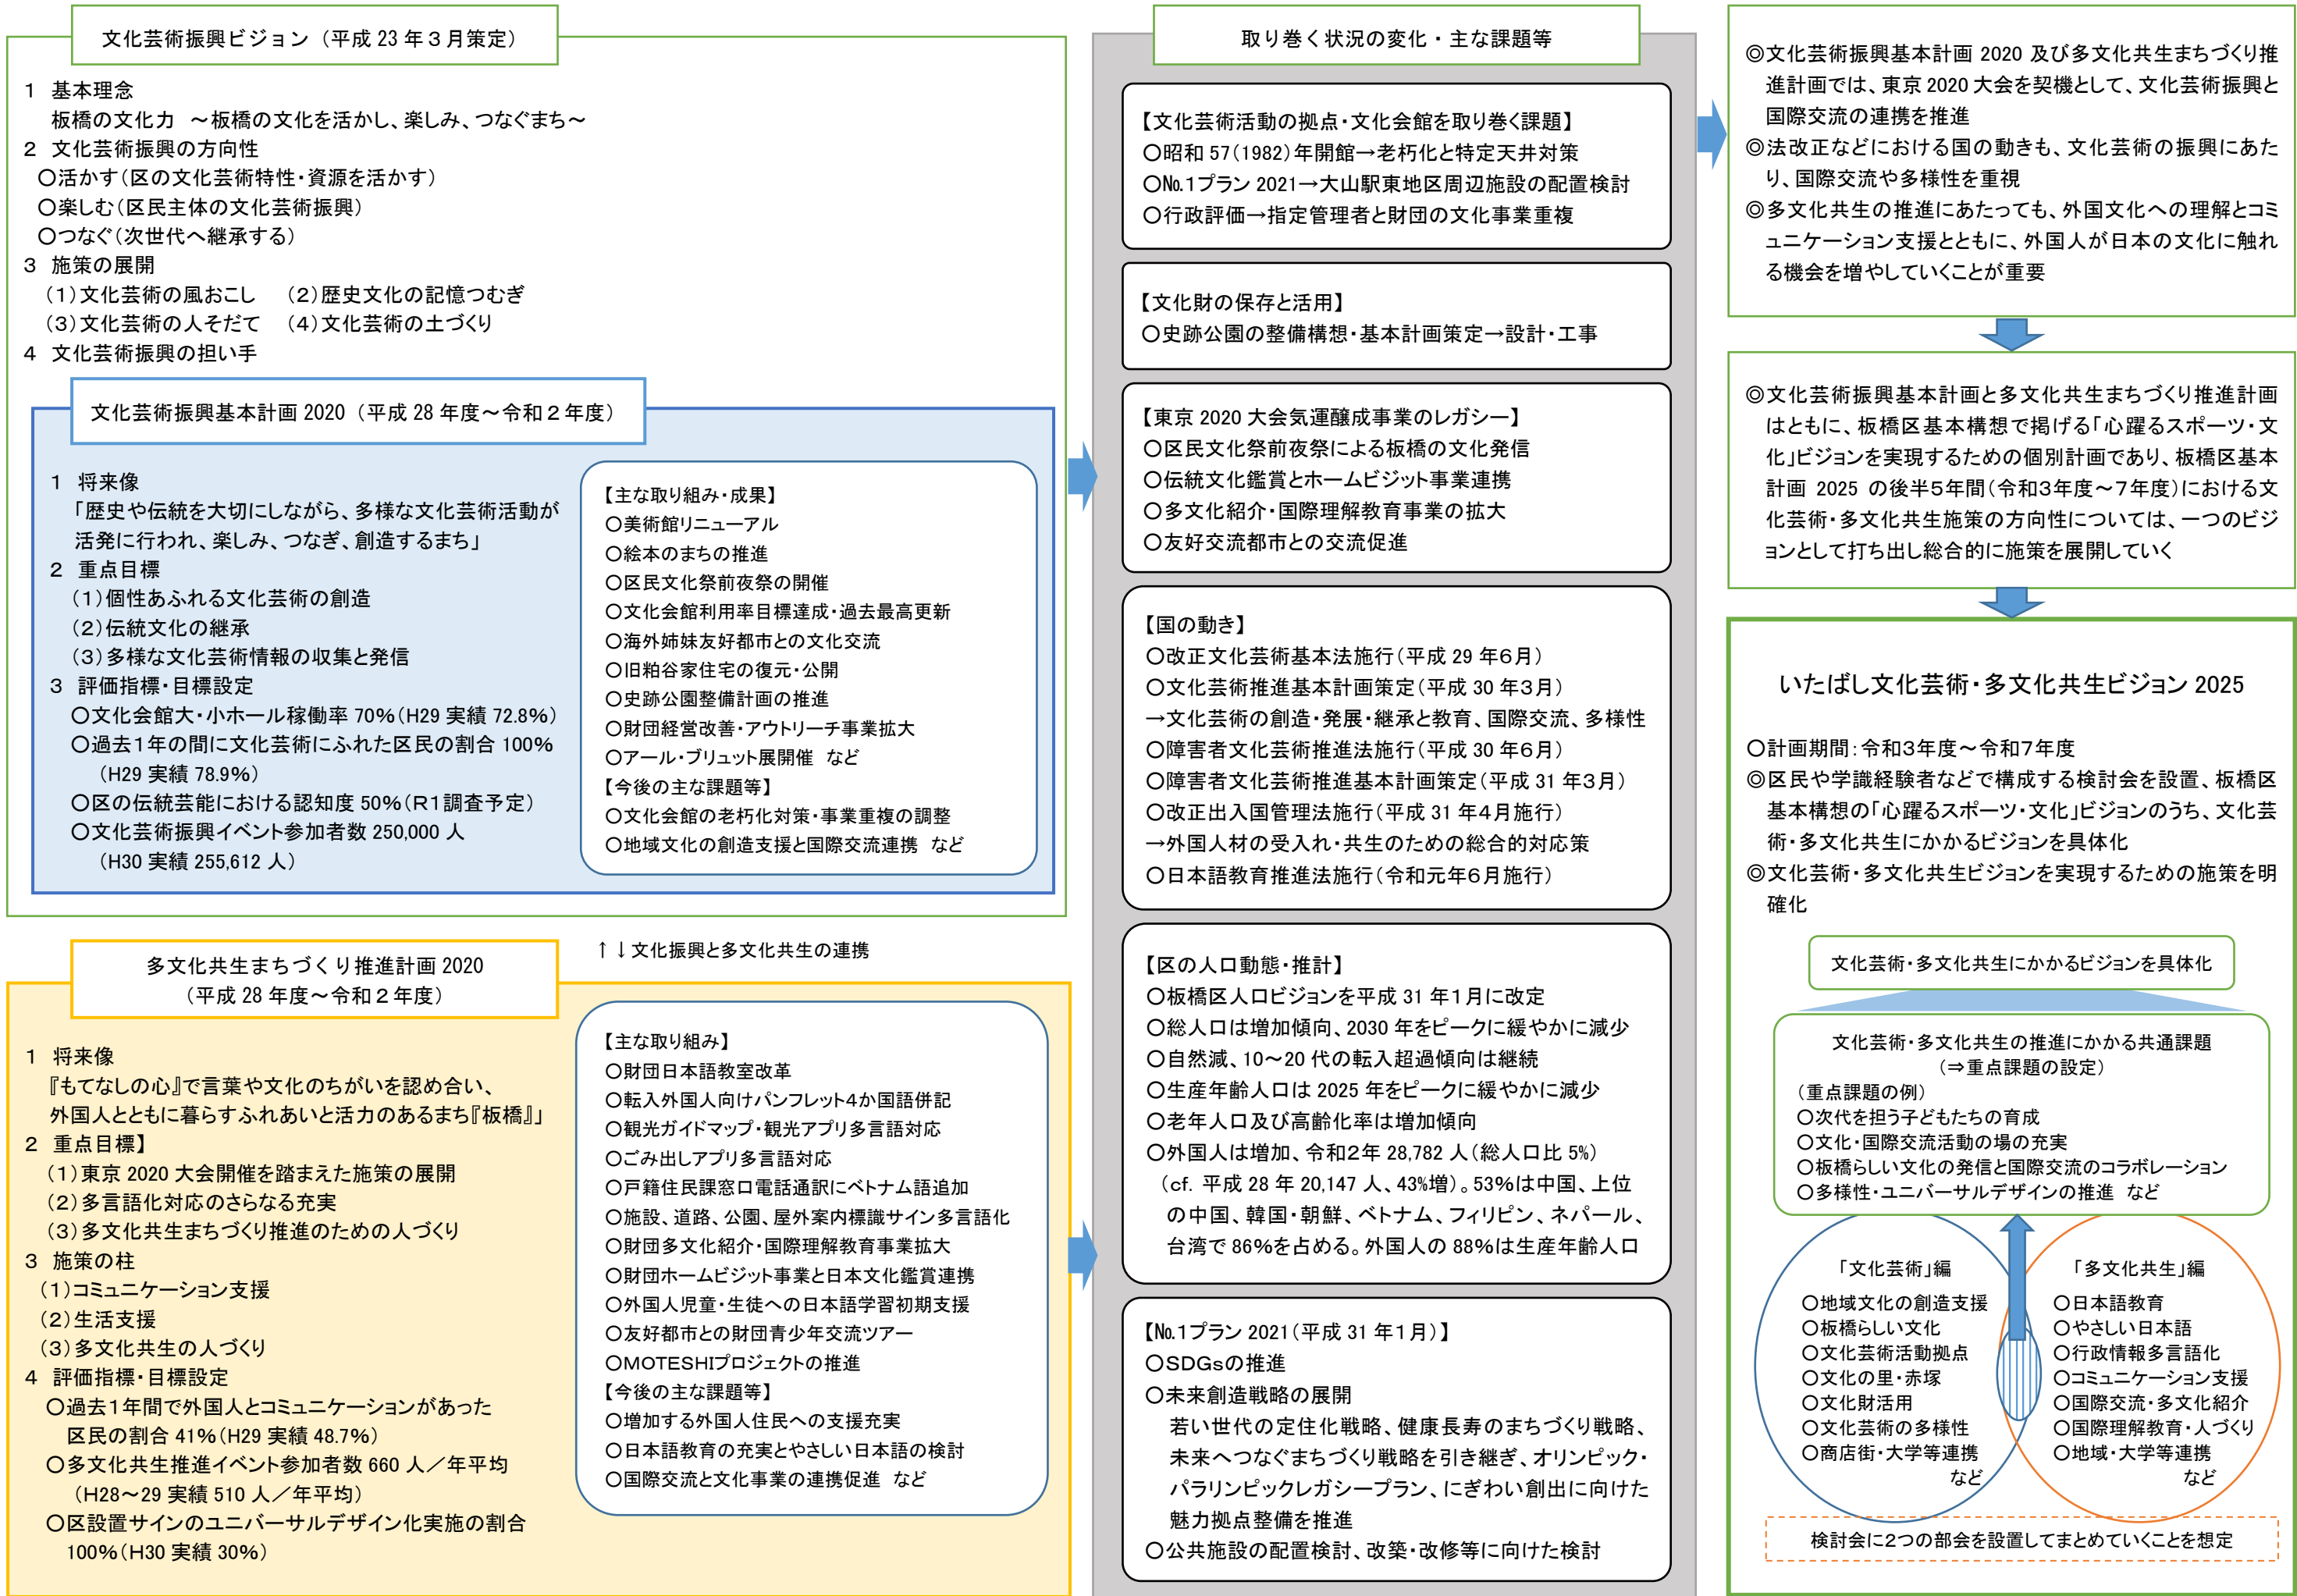 文化芸術振興ビジョン（平成 23 年３月策定）
１ 基本理念
板橋の文化力 ～板橋の文化を活かし、楽しみ、つなぐまち～
２ 文化芸術振興の方向性
○活かす（区の文化芸術特性・資源を活かす）
○楽しむ（区民主体の文化芸術振興）
○つなぐ（次世代へ継承する）
３ 施策の展開
（１）文化芸術の風おこし （２）歴史文化の記憶つむぎ
（３）文化芸術の人そだて （４）文化芸術の土づくり
４ 文化芸術振興の担い手
文化芸術振興基本計画 2020（平成 28 年度～令和２年度）
１ 将来像
「歴史や伝統を大切にしながら、多様な文化芸術活動が
活発に行われ、楽しみ、つなぎ、創造するまち」
２ 重点目標
（１）個性あふれる文化芸術の創造
（２）伝統文化の継承
（３）多様な文化芸術情報の収集と発信
３ 評価指標・目標設定
○文化会館大・小ホール稼働率 70％（H29 実績 72.8％）
○過去１年の間に文化芸術にふれた区民の割合 100％
（H29 実績 78.9％）
○区の伝統芸能における認知度 50％（R１調査予定）
○文化芸術振興イベント参加者数 250,000 人
（H30 実績 255,612 人）
【主な取り組み・成果】
○美術館リニューアル
○絵本のまちの推進
○区民文化祭前夜祭の開催
○文化会館利用率目標達成・過去最高更新
○海外姉妹友好都市との文化交流
○旧粕谷家住宅の復元・公開
○史跡公園整備計画の推進
○財団経営改善・アウトリーチ事業拡大
○アール・ブリュット展開催 など
【今後の主な課題等】
○文化会館の老朽化対策・事業重複の調整
○地域文化の創造支援と国際交流連携 など
↑↓文化振興と多文化共生の連携
多文化共生まちづくり推進計画 2020
（平成 28 年度～令和２年度）
１ 将来像
『もてなしの心』で言葉や文化のちがいを認め合い、
外国人とともに暮らすふれあいと活力のあるまち『板橋』」
２ 重点目標】
（１）東京 2020 大会開催を踏まえた施策の展開
（２）多言語化対応のさらなる充実
（３）多文化共生まちづくり推進のための人づくり
３ 施策の柱
（１）コミュニケーション支援
（２）生活支援
（３）多文化共生の人づくり
４ 評価指標・目標設定
○過去１年間で外国人とコミュニケーションがあった
区民の割合 41％（H29 実績 48.7％）
○多文化共生推進イベント参加者数 660 人／年平均
（H28～29 実績 510 人／年平均）
○区設置サインのユニバーサルデザイン化実施の割合
100％（H30 実績 30％）
【主な取り組み】
○財団日本語教室改革
○転入外国人向けパンフレット４か国語併記
○観光ガイドマップ・観光アプリ多言語対応
○ごみ出しアプリ多言語対応
○戸籍住民課窓口電話通訳にベトナム語追加
○施設、道路、公園、屋外案内標識サイン多言語化
○財団多文化紹介・国際理解教育事業拡大
○財団ホームビジット事業と日本文化鑑賞連携
○外国人児童・生徒への日本語学習初期支援
○友好都市との財団青少年交流ツアー
○MOTESHIプロジェクトの推進
【今後の主な課題等】
○増加する外国人住民への支援充実
○日本語教育の充実とやさしい日本語の検討
○国際交流と文化事業の連携促進 など
取り巻く状況の変化・主な課題等
【文化芸術活動の拠点・文化会館を取り巻く課題】
○昭和 57（1982）年開館→老朽化と特定天井対策
○№１プラン 2021→大山駅東地区周辺施設の配置検討
○行政評価→指定管理者と財団の文化事業重複
【文化財の保存と活用】
○史跡公園の整備構想・基本計画策定→設計・工事
【東京 2020 大会気運醸成事業のレガシー】
○区民文化祭前夜祭による板橋の文化発信
○伝統文化鑑賞とホームビジット事業連携
○多文化紹介・国際理解教育事業の拡大
○友好交流都市との交流促進
【国の動き】
○改正文化芸術基本法施行（平成 29 年６月）
○文化芸術推進基本計画策定（平成 30 年３月）
→文化芸術の創造・発展・継承と教育、国際交流、多様性
○障害者文化芸術推進法施行（平成 30 年６月）
○障害者文化芸術推進基本計画策定（平成 31 年３月）
○改正出入国管理法施行（平成 31 年４月施行）
→外国人材の受入れ・共生のための総合的対応策
○日本語教育推進法施行（令和元年６月施行）
【区の人口動態・推計】
○板橋区人口ビジョンを平成 31 年１月に改定
○総人口は増加傾向、2030 年をピークに緩やかに減少
○自然減、10～20 代の転入超過傾向は継続
○生産年齢人口は 2025 年をピークに緩やかに減少
○老年人口及び高齢化率は増加傾向
○外国人は増加、令和２年 28,782 人（総人口比 5％）
（cf. 平成 28 年 20,147 人、43％増）。53％は中国、上位
の中国、韓国・朝鮮、ベトナム、フィリピン、ネパール、
台湾で 86％を占める。外国人の 88％は生産年齢人口
【№１プラン 2021（平成 31 年１月）】
○SDGsの推進
○未来創造戦略の展開
若い世代の定住化戦略、健康長寿のまちづくり戦略、
未来へつなぐまちづくり戦略を引き継ぎ、オリンピック・
パラリンピックレガシープラン、にぎわい創出に向けた
魅力拠点整備を推進
○公共施設の配置検討、改築・改修等に向けた検討
◎文化芸術振興基本計画 2020 及び多文化共生まちづくり推
進計画では、東京 2020 大会を契機として、文化芸術振興と
国際交流の連携を推進
◎法改正などにおける国の動きも、文化芸術の振興にあた
り、国際交流や多様性を重視
◎多文化共生の推進にあたっても、外国文化への理解とコミ
ュニケーション支援とともに、外国人が日本の文化に触れ
る機会を増やしていくことが重要
◎文化芸術振興基本計画と多文化共生まちづくり推進計画
はともに、板橋区基本構想で掲げる「心躍るスポーツ・文
化」ビジョンを実現するための個別計画であり、板橋区基本
計画 2025 の後半５年間（令和３年度～７年度）における文
化芸術・多文化共生施策の方向性については、一つのビジ
ョンとして打ち出し総合的に施策を展開していく
いたばし文化芸術・多文化共生ビジョン 2025
○計画期間：令和３年度～令和７年度
◎区民や学識経験者などで構成する検討会を設置、板橋区
基本構想の「心躍るスポーツ・文化」ビジョンのうち、文化芸
術・多文化共生にかかるビジョンを具体化
◎文化芸術・多文化共生ビジョンを実現するための施策を明
確化
文化芸術・多文化共生にかかるビジョンを具体化
文化芸術・多文化共生の推進にかかる共通課題
（⇒重点課題の設定）
（重点課題の例）
○次代を担う子どもたちの育成
○文化・国際交流活動の場の充実
○板橋らしい文化の発信と国際交流のコラボレーション
○多様性・ユニバーサルデザインの推進 など
「文化芸術」編
○地域文化の創造支援
○板橋らしい文化
○文化芸術活動拠点
○文化の里・赤塚
○文化財活用
○文化芸術の多様性
○商店街・大学等連携
など
「多文化共生」編
○日本語教育
○やさしい日本語
○行政情報多言語化
○コミュニケーション支援
○国際交流・多文化紹介
○国際理解教育・人づくり
○地域・大学等連携
など
検討会に２つの部会を設置してまとめていくことを想定